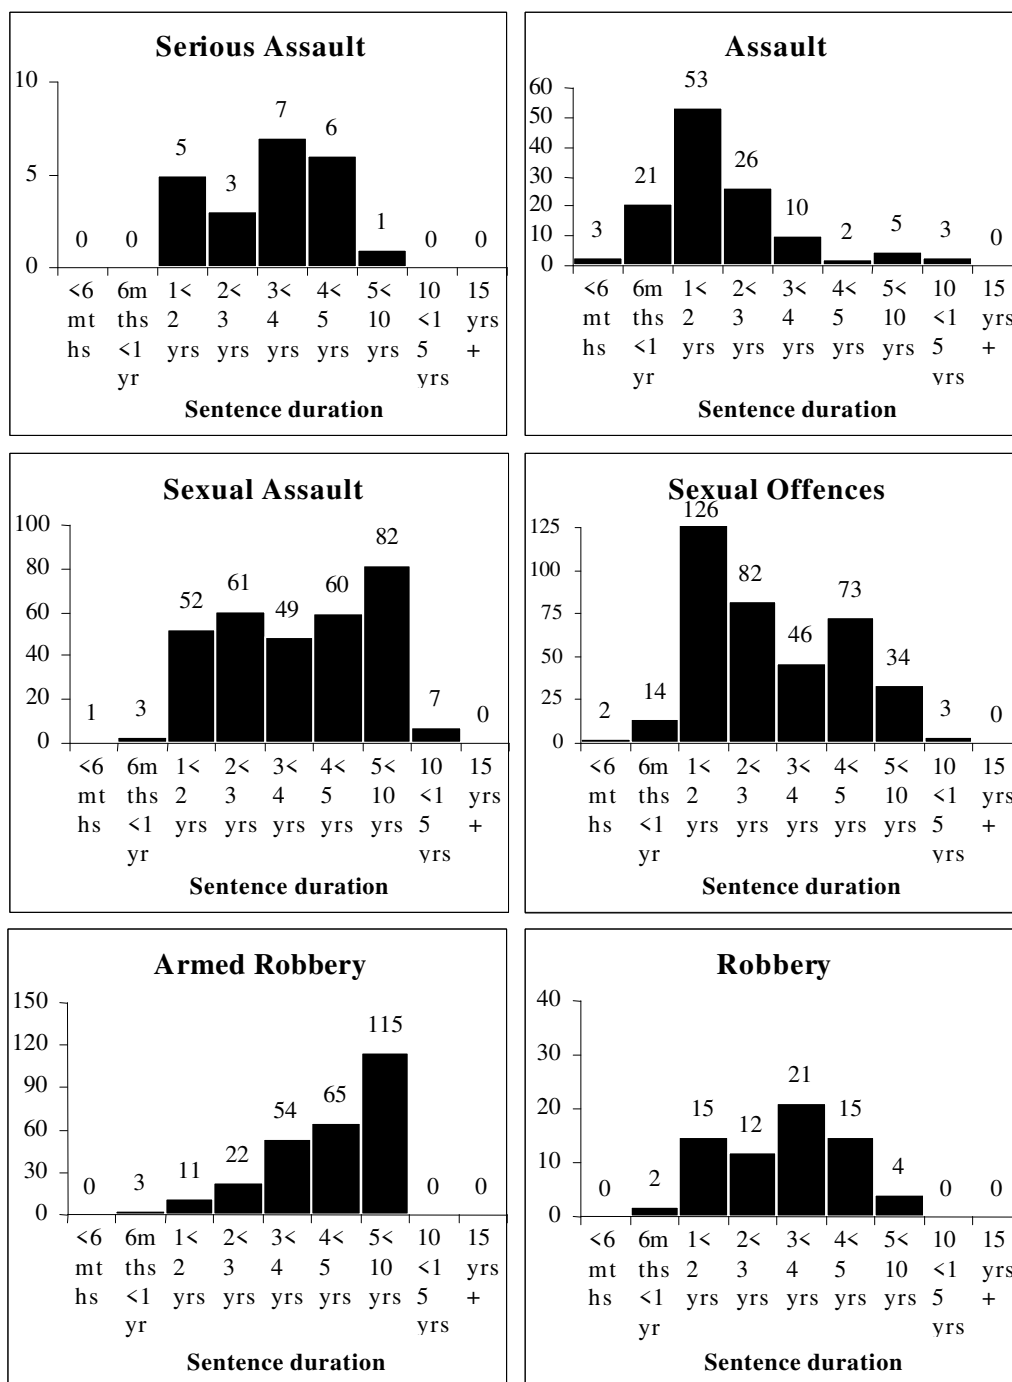 Serious Assault
10
5
0
0 0 5 3 7 6 1 0 0
<6 6m 1< 2< 3< 4< 5< 10 15
mt ths 2 3 4 5 10 <1 yrs
hs <1 yrs yrs yrs yrs yrs 5 +
yr yrs
Sentence duration
Assault
60
50
40
30
20
10
0
3 21 53 26 10 2 5 3 0
<6 6m 1< 2< 3< 4< 5< 10 15
mt ths 2 3 4 5 10 <1 yrs
hs <1 yrs yrs yrs yrs yrs 5 +
yr yrs
Sentence duration
Sexual Assault
100
80
60
40
20
0
1 3 52 61 49 60 82 7 0
<6 6m 1< 2< 3< 4< 5< 10 15
mt ths 2 3 4 5 10 <1 yrs
hs <1 yrs yrs yrs yrs yrs 5 +
yr yrs
Sentence duration
Sexual Offences
125
100
75
50
25
0
2 14 126 82 46 73 34 3 0
<6 6m 1< 2< 3< 4< 5< 10 15
mt ths 2 3 4 5 10 <1 yrs
hs <1 yrs yrs yrs yrs yrs 5 +
yr yrs
Sentence duration
Armed Robbery
150
120
90
60
30
0
0 3 11 22 54 65 115 0 0
<6 6m 1< 2< 3< 4< 5< 10 15
mt ths 2 3 4 5 10 <1 yrs
hs <1 yrs yrs yrs yrs yrs 5 +
yr yrs
Sentence duration
Robbery
40
30
20
10
0
0 2 15 12 21 15 4 0 0
<6 6m 1< 2< 3< 4< 5< 10 15
mt ths 2 3 4 5 10 <1 yrs
hs <1 yrs yrs yrs yrs yrs 5 +
yr yrs
Sentence duration